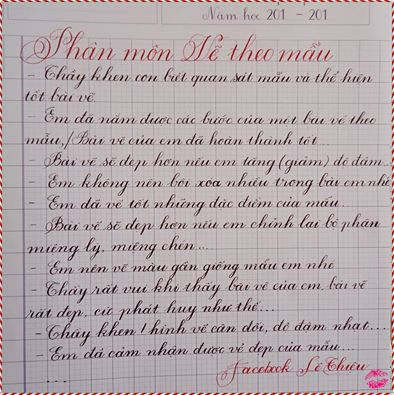 Năm học 201 - 201
Phân môn Vẽ theo mẫu
- Thầy khen con biết quan sát mẫu và thể hiện
tốt bài vẽ.
- Em đã nắm được các bước của một bài vẽ theo
mẫu,/Bài vẽ của em đã hoàn thành tốt...
- Bài vẽ sẽ đẹp hơn nếu em tăng (giảm) độ đậm...
- Em không nên bôi xóa nhiều trong bài em nhé
- Em đã vẽ tốt những đặc điểm của mẫu...
- Bài vẽ sẽ đẹp hơn nếu em chỉnh lại bộ phận
miệng ly, miệng chén...
- Em nên vẽ màu gần giống mẫu em nhé
- Thầy rất vui khi thấy bài vẽ của em, bài vẽ
rất đẹp, cứ phát huy như thế...
- Thầy khen ! hình vẽ cân đối, độ đậm nhạt...
- Em đã cảm nhận được vẻ đẹp của mẫu...
...
Facebook Lê Thiêu